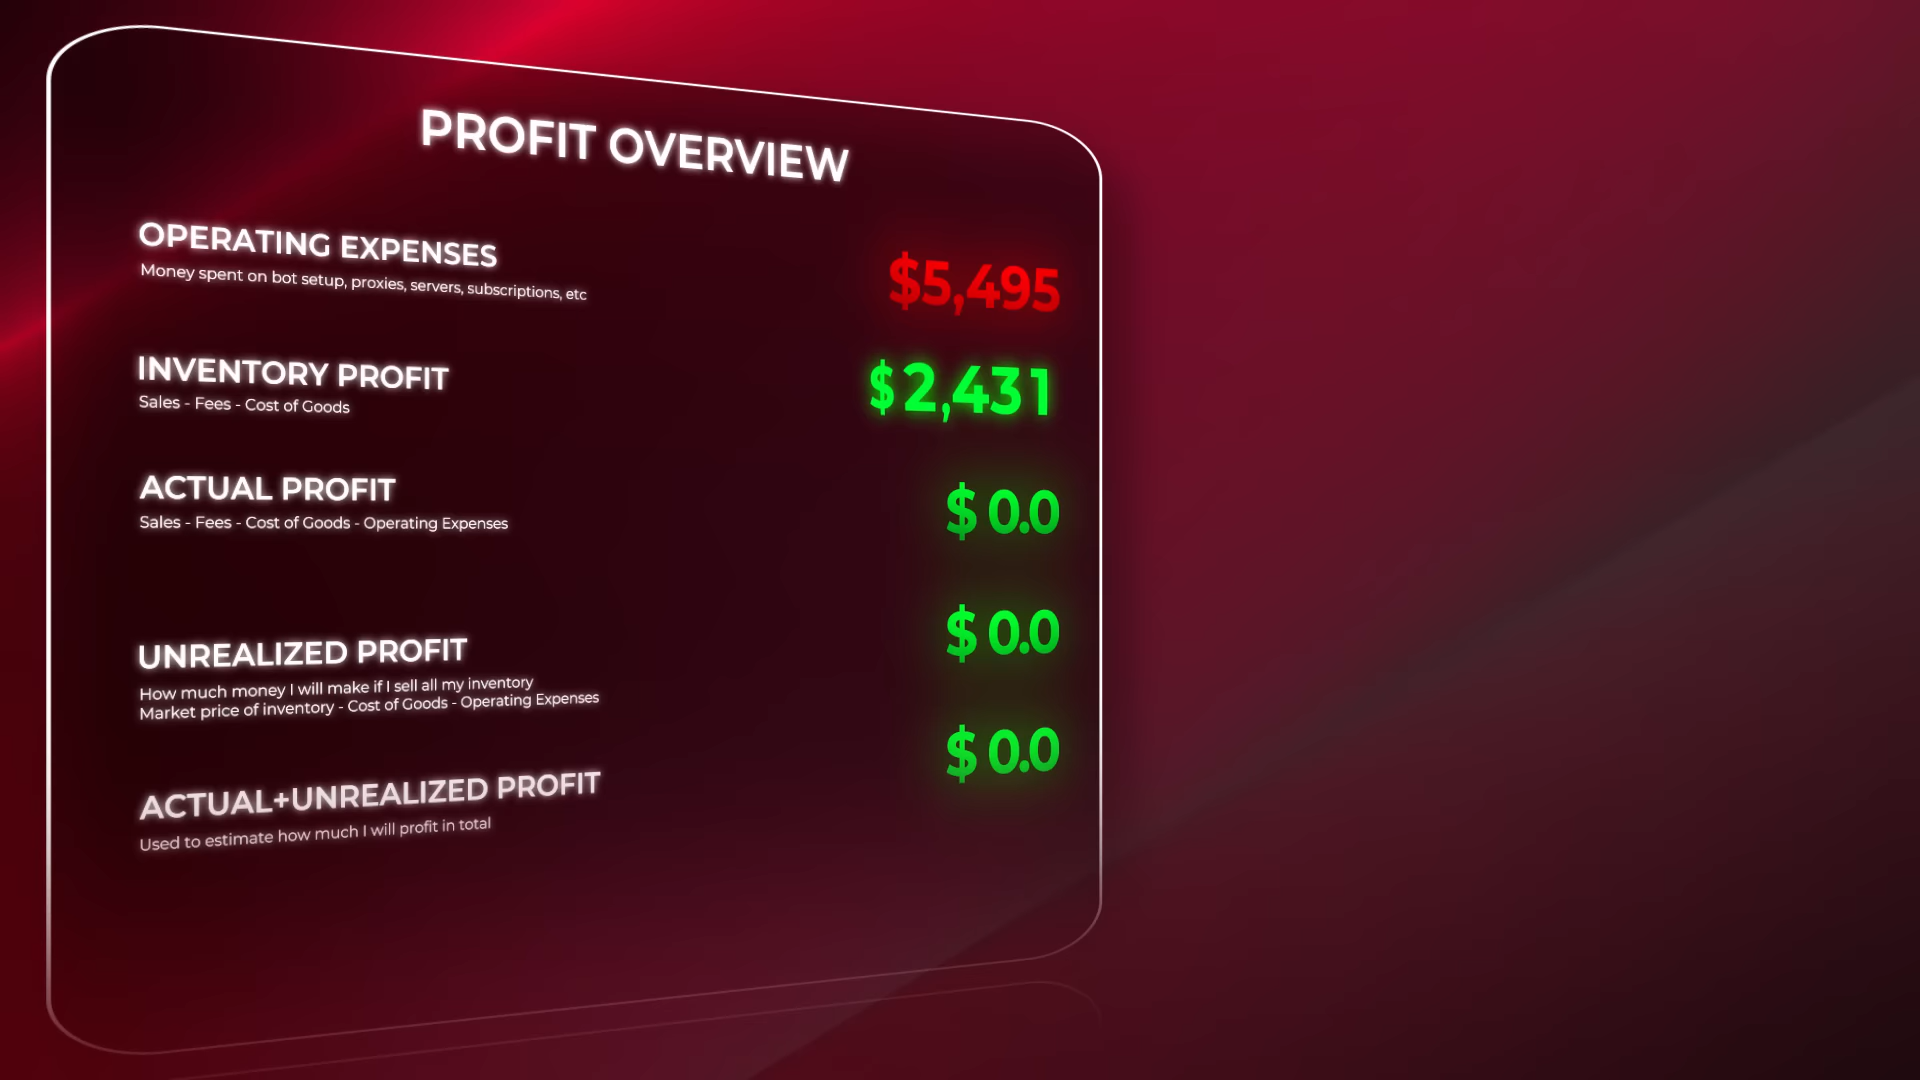 PROFIT OVERVIEW
OPERATING EXPENSES
Money spent on bot setup, proxies, servers, subscriptions, etc
$5,495
INVENTORY PROFIT
Sales - Fees - Cost of Goods
$2,431
ACTUAL PROFIT
Sales - Fees - Cost of Goods - Operating Expenses
$0.0
UNREALIZED PROFIT
How much money I will make if I sell all my inventory
Market price of inventory - Cost of Goods - Operating Expenses
$0.0
ACTUAL+UNREALIZED PROFIT
Used to estimate how much I will profit in total
$0.0